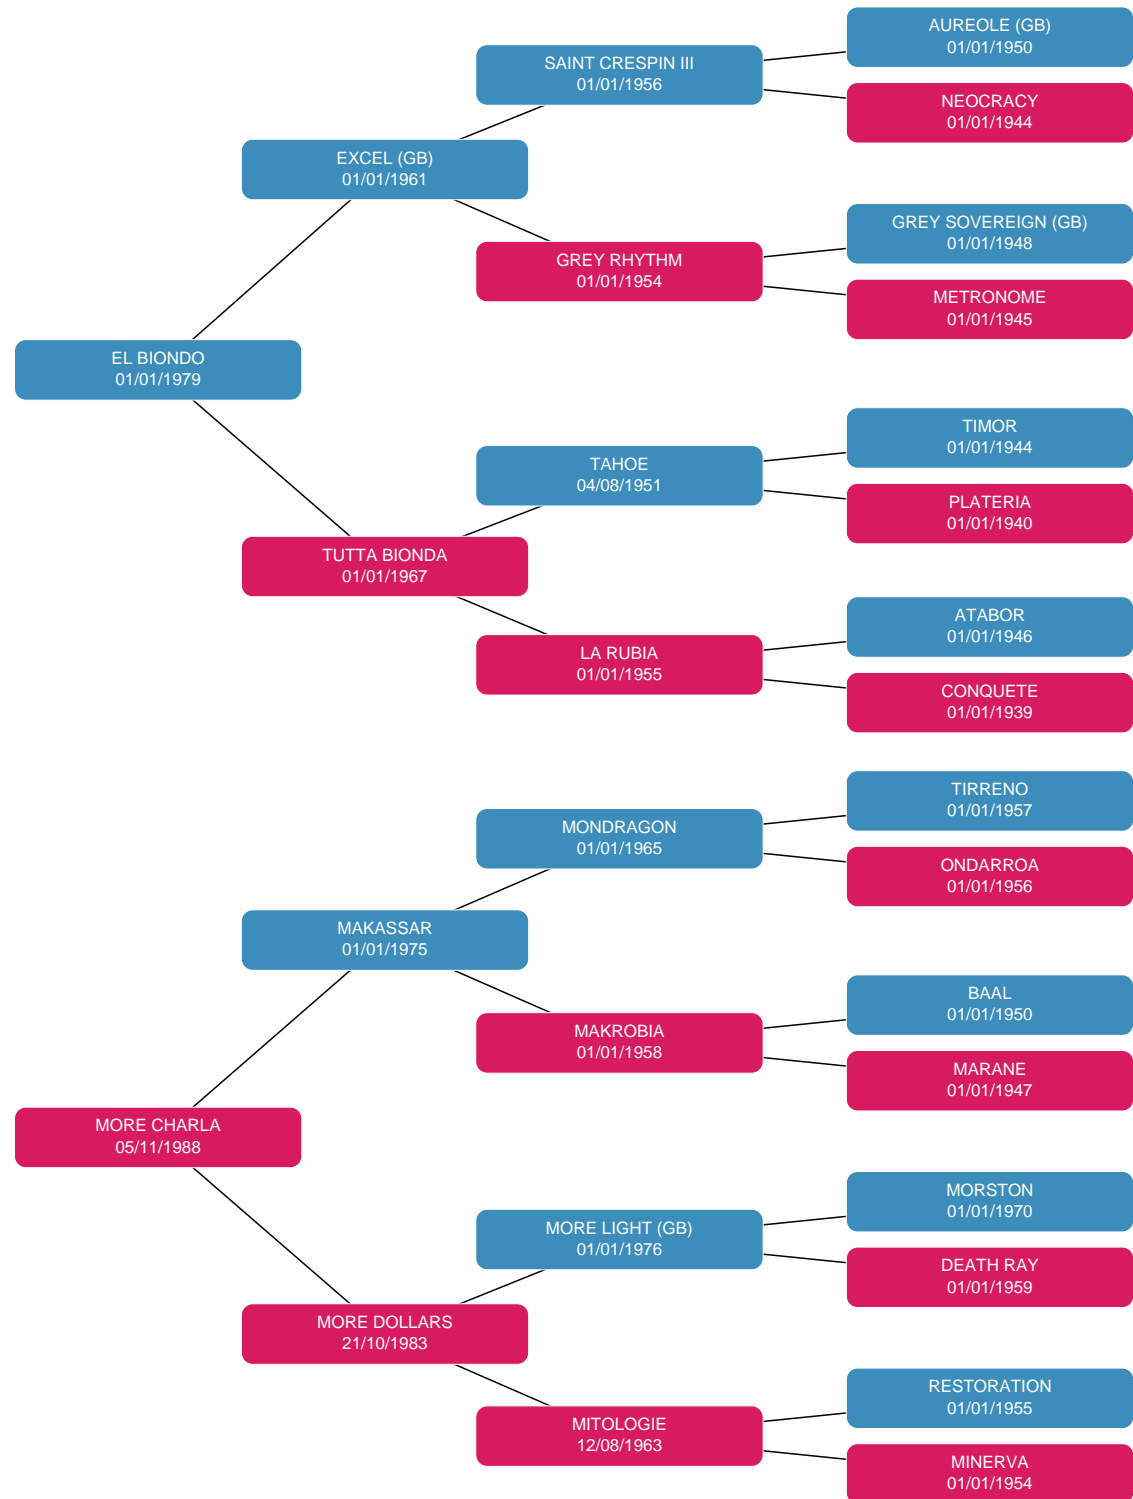 AUREOLE (GB)
01/01/1950
SAINT CRESPIN III
01/01/1956
NEOCRACY
01/01/1944
EXCEL (GB)
01/01/1961
GREY SOVEREIGN (GB)
01/01/1948
GREY RHYTHM
01/01/1954
METRONOME
01/01/1945
EL BIONDO
01/01/1979
TIMOR
01/01/1944
TAHOE
04/08/1951
PLATERIA
01/01/1940
TUTTA BIONDA
01/01/1967
ATABOR
01/01/1946
LA RUBIA
01/01/1955
CONQUETE
01/01/1939
TIRRENO
01/01/1957
MONDRAGON
01/01/1965
ONDARROA
01/01/1956
MAKASSAR
01/01/1975
BAAL
01/01/1950
MAKROBIA
01/01/1958
MARANE
01/01/1947
MORE CHARLA
05/11/1988
MORSTON
01/01/1970
MORE LIGHT (GB)
01/01/1976
DEATH RAY
01/01/1959
MORE DOLLARS
21/10/1983
RESTORATION
01/01/1955
MITOLOGIE
12/08/1963
MINERVA
01/01/1954